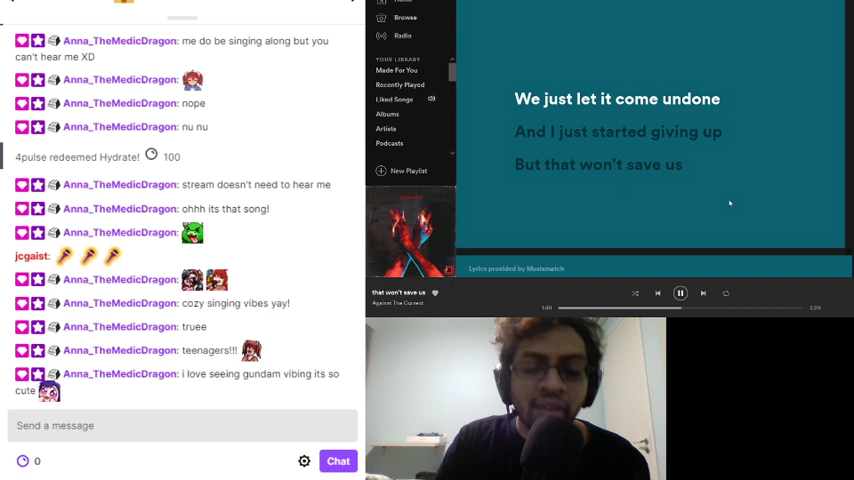 Anna_TheMedicDragon: me do be singing along but you
can't hear me XD
Anna_TheMedicDragon:
Anna_TheMedicDragon: nope
Anna_TheMedicDragon: nu nu
4pulse redeemed Hydrate! 100
Anna_TheMedicDragon: stream doesn't need to hear me
Anna_TheMedicDragon: ohhh its that song!
Anna_TheMedicDragon:
jcgaist:
Anna_TheMedicDragon:
Anna_TheMedicDragon: cozy singing vibes yay!
Anna_TheMedicDragon: truee
Anna_TheMedicDragon: teenagers!!!
Anna_TheMedicDragon: i love seeing gundam vibing its so
cute
Send a message
0
Chat
Browse
Radio
YOUR LIBRARY
Made For You
Recently Played
Liked Songs
Albums
Artists
Podcasts
New Playlist
that won't save us
Against The Current
We just let it come undone
And I just started giving up
But that won't save us
Lyrics provided by Musixmatch
1:40
3:20